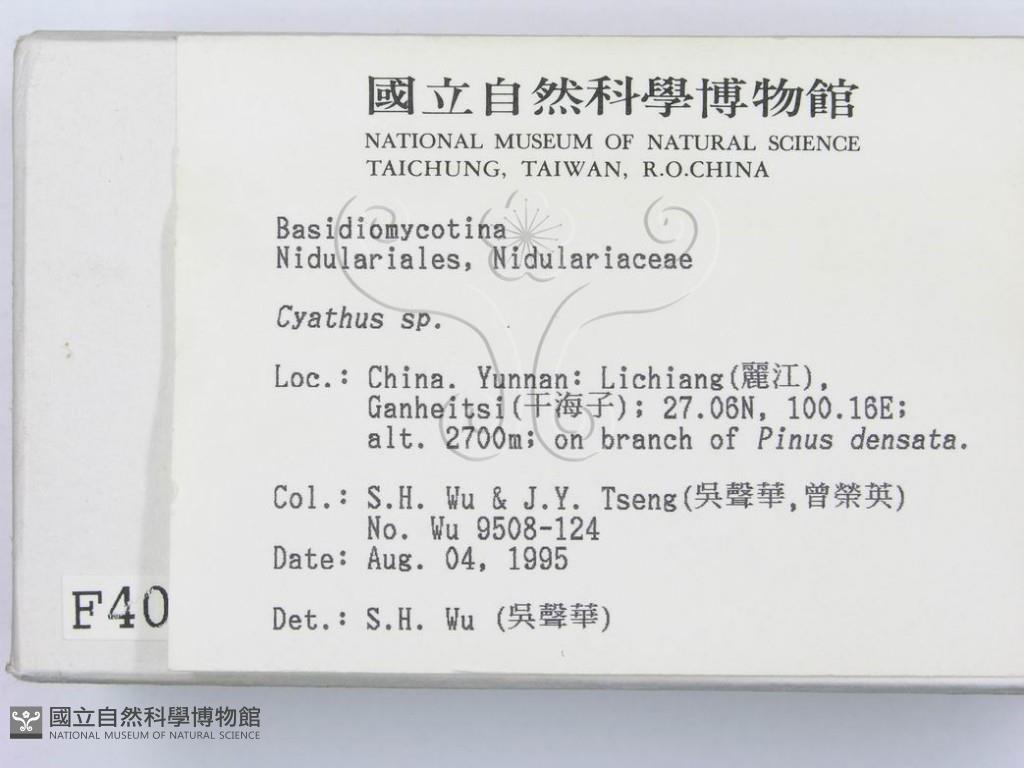 國立自然科學博物館
NATIONAL MUSEUM OF NATURAL SCIENCE
TAICHUNG, TAIWAN, R.O.CHINA
Basidiomycotina
Nidulariales, Nidulariaceae
Cyathus sp.
Loc.: China. Yunnan: Lichiang(麗江),
Ganheitsi(干海子); 27.06N, 100.16E;
alt. 2700m; on branch of Pinus densata.
Col.: S.H. Wu & J.Y. Tseng(吳聲華,曾榮英)
No. Wu 9508-124
Date: Aug. 04, 1995
Det.: S.H. Wu (吳聲華)
F40
國立自然科學博物館
NATIONAL MUSEUM OF NATURAL SCIENCE